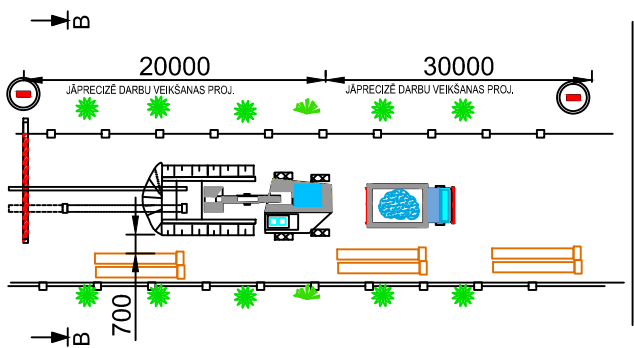 B
20000
30000
JĀPRECIZĒ DARBU VEIKŠANAS PROJ.
JĀPRECIZĒ DARBU VEIKŠANAS PROJ.
700
B